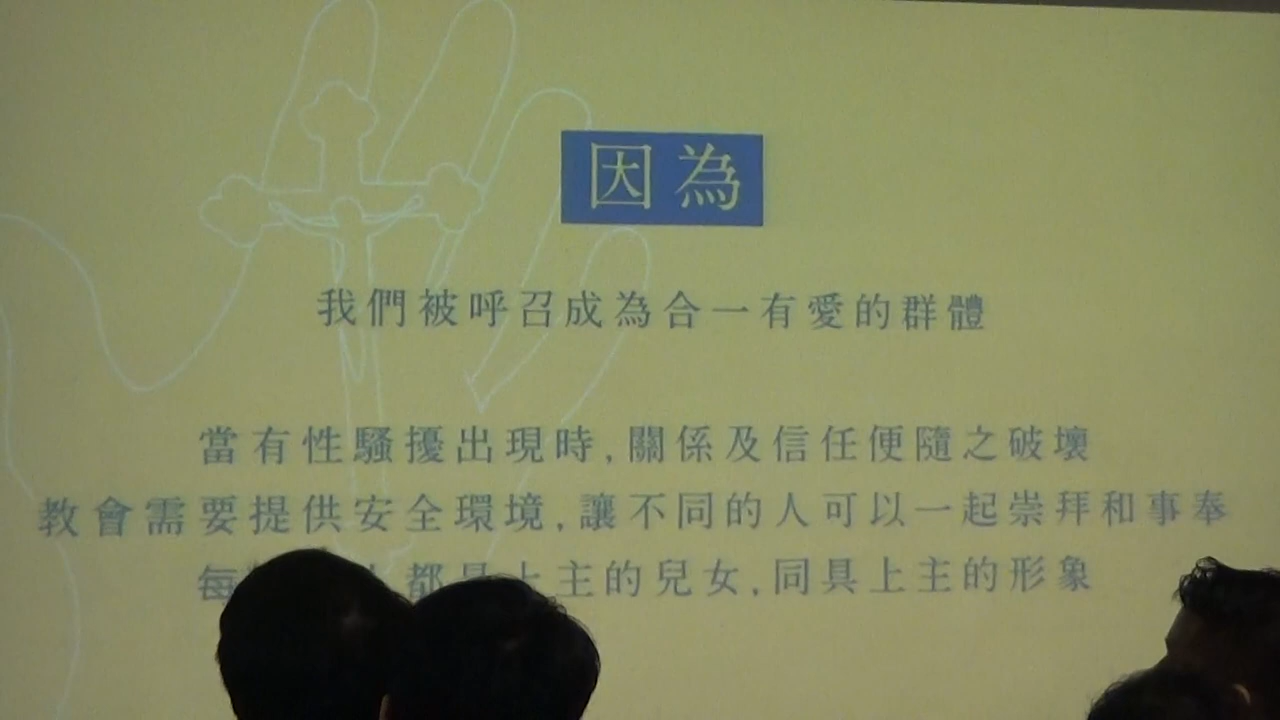 因為
我們被呼召成為合一有愛的群體
當有性騷擾出現時,關係及信任便隨之破壞
教會需要提供安全環境,讓不同的人可以一起崇拜和事奉
每 都是上主的兒女,同具上主的形象